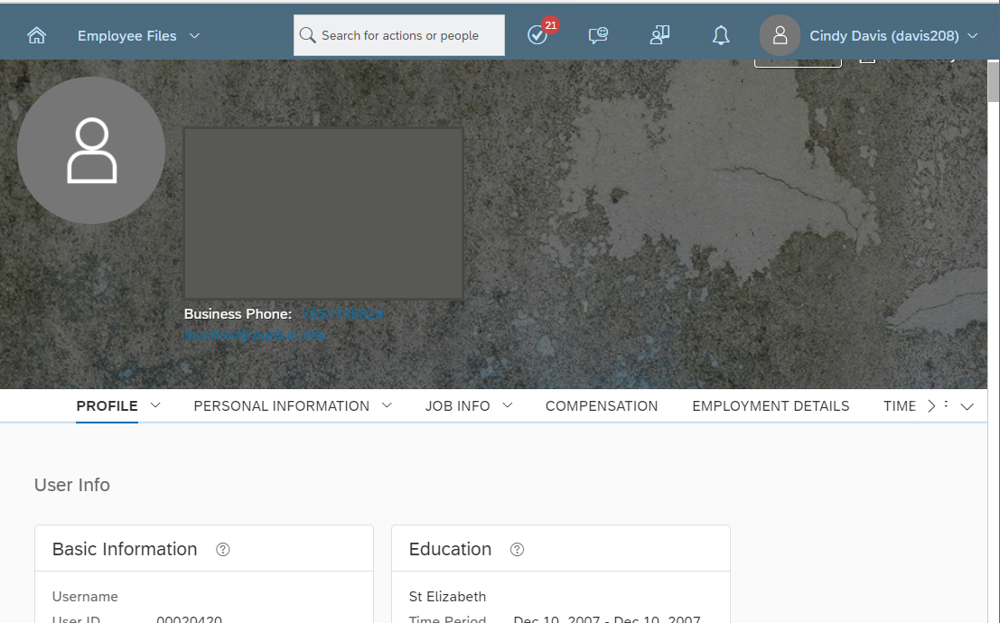 Employee Files
Search for actions or people
21
Cindy Davis (davis208)
Business Phone:
PROFILE
PERSONAL INFORMATION
JOB INFO
COMPENSATION
EMPLOYMENT DETAILS
TIME
User Info
Basic Information
Education
Username
User ID 00020420
St Elizabeth
Time Period Dec 10, 2007 - Dec 10, 2007